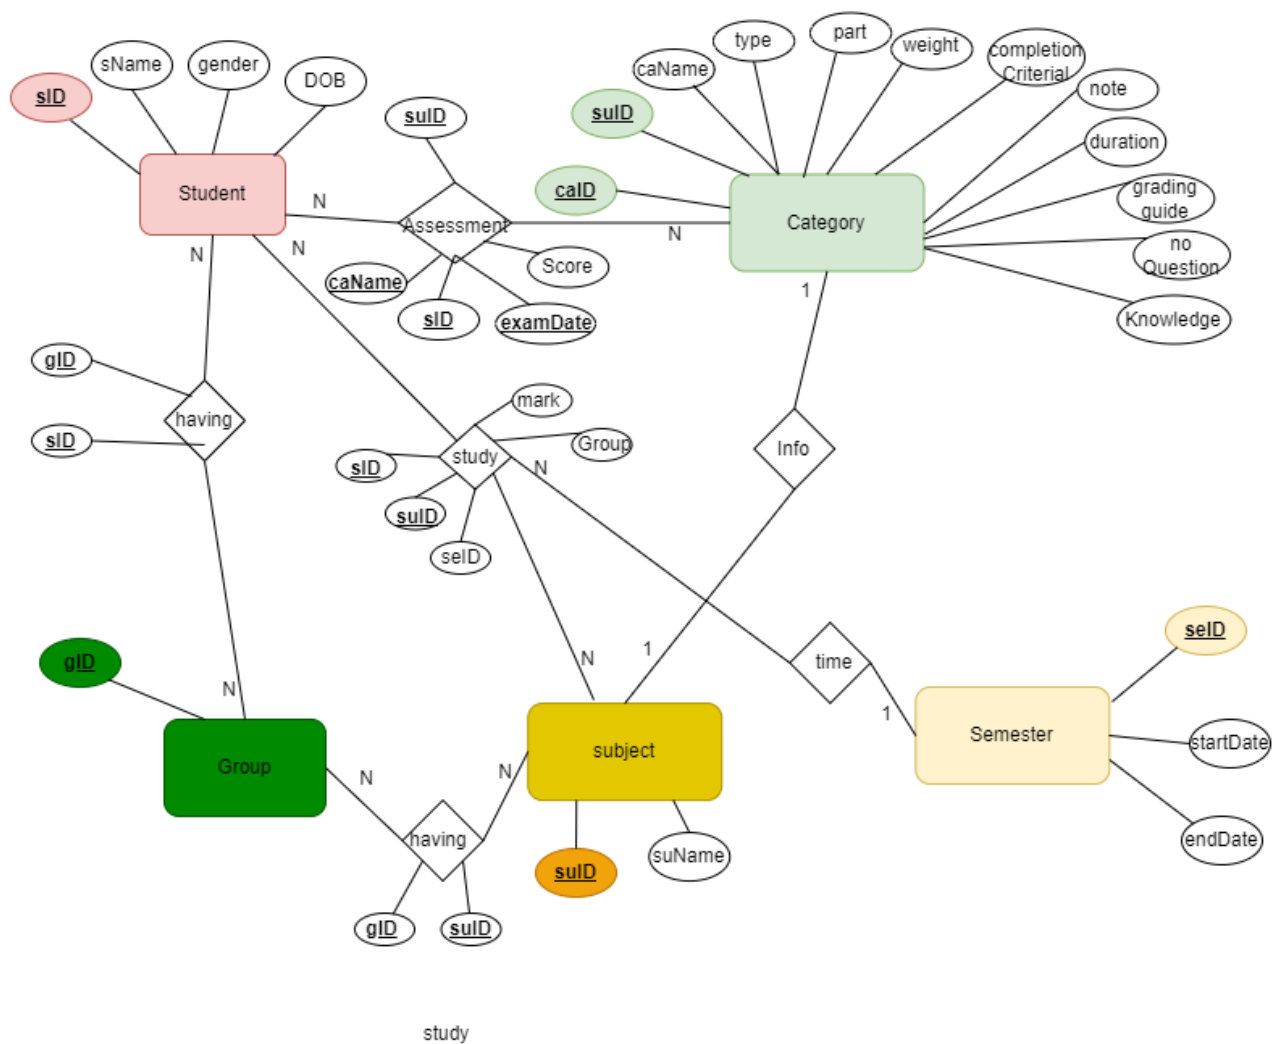 part
type
weight
sName
gender
completion
Criterial
caName
DOB
note
sID
suID
suID
duration
Student
caID
grading
guide
N
Assessment
Category
N
no
Question
N
N
Score
caName
1
sID
examDate
Knowledge
gID
mark
having
sID
Group
Info
study
sID
N
suID
seID
seID
1
N
time
gID
N
1
Semester
startDate
subject
Group
N
N
having
endDate
suName
suID
gID
suID
study